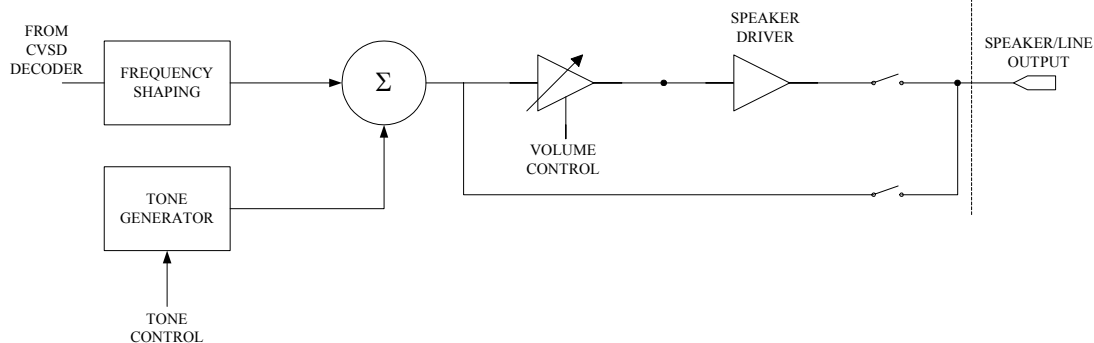 FROM
CVSD
DECODER
FREQUENCY
SHAPING
Σ
SPEAKER
DRIVER
SPEAKER/LINE
OUTPUT
VOLUME
CONTROL
TONE
GENERATOR
TONE
CONTROL